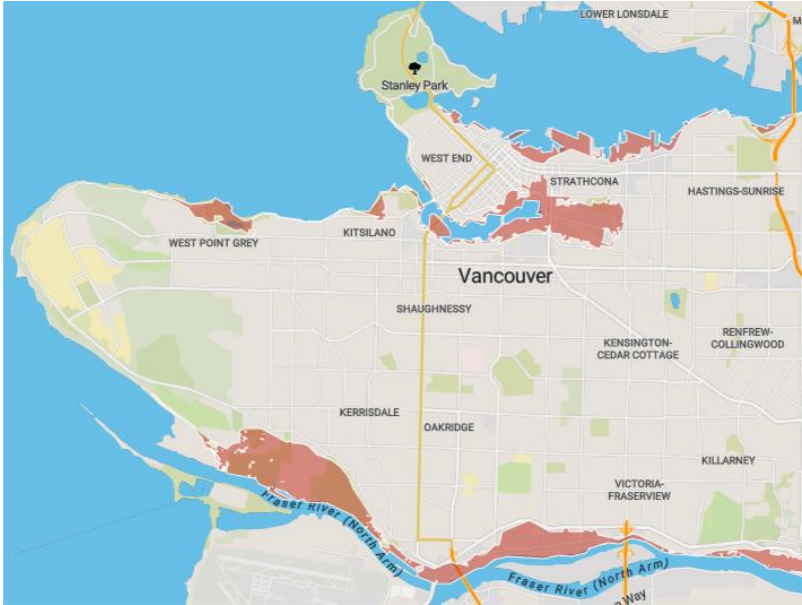 LOWER LONSDALE
Stanley Park
WEST END
STRATHCONA
HASTINGS-SUNRISE
WEST POINT GREY
KITSILANO
Vancouver
SHAUGHNESSY
RENFREW-
COLLINGWOOD
KENSINGTON-
CEDAR COTTAGE
KERRISDALE
OAKRIDGE
KILLARNEY
VICTORIA-
FRASERVIEW
Fraser River (North Arm)
Fraser River (North Arm)
Way